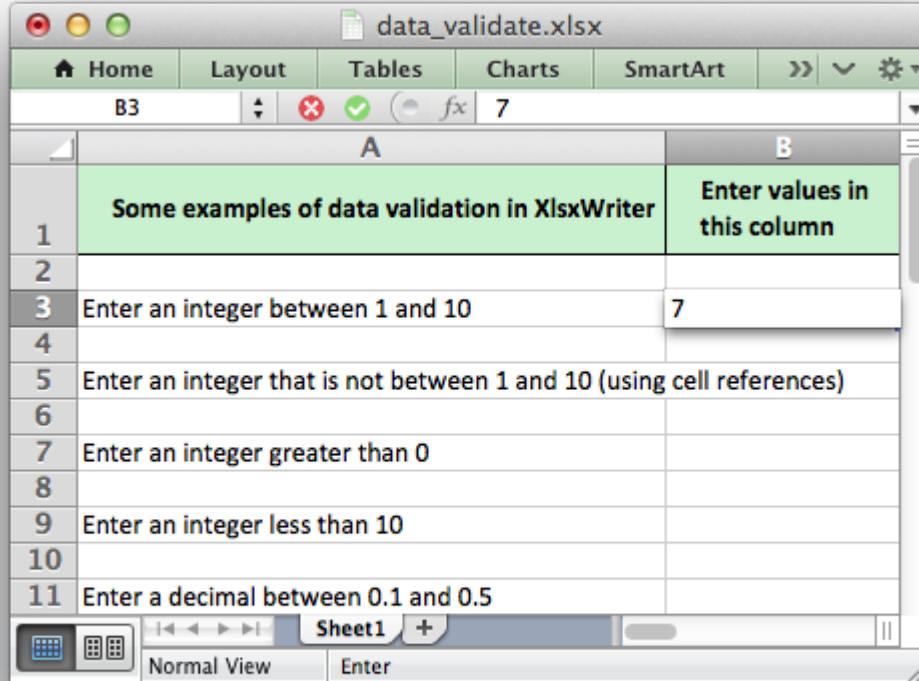 data_validate.xlsx
Home Layout Tables Charts SmartArt
B3 fx 7
A B
1 Some examples of data validation in XlsxWriter Enter values in
this column
2
3 Enter an integer between 1 and 10 7
4
5 Enter an integer that is not between 1 and 10 (using cell references)
6
7 Enter an integer greater than 0
8
9 Enter an integer less than 10
10
11 Enter a decimal between 0.1 and 0.5
Sheet1
Normal View Enter